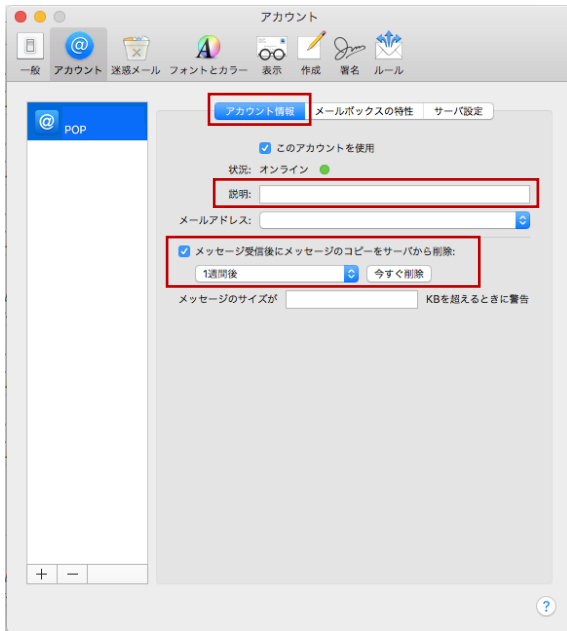 アカウント
一般 アカウント 迷惑メール フォントとカラー 表示 作成 署名 ルール
@ POP
アカウント情報 メールボックスの特性 サーバ設定
このアカウントを使用
状況: オンライン
説明:
メールアドレス:
メッセージ受信後にメッセージのコピーをサーバから削除:
1週間後 今すぐ削除
メッセージのサイズが KBを超えるときに警告
+ −
?